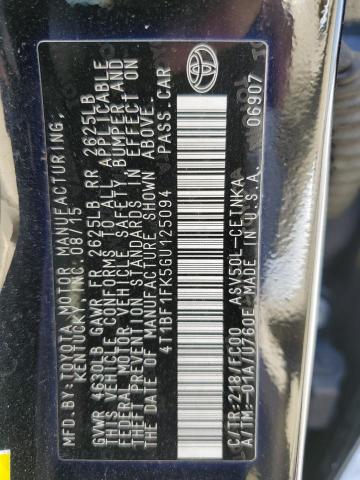 TOYOTA MOTOR MANUFACTURING,
KENTUCKY, INC. 08/15
GVWR 4630LB GAWR FR 2625LB RR 2625LB
THIS VEHICLE CONFORMS TO ALL APPLICABLE
FEDERAL MOTOR VEHICLE SAFETY, BUMPER, AND
THEFT PREVENTION STANDARDS IN EFFECT ON
THE DATE OF MANUFACTURE SHOWN ABOVE.
4T1BF1FK5GU125094 PASS. CAR
C/TR: 218/FC00 ASV50L-CETNKA
A/TM: -01A/U760E MADE IN U.S.A. 06907